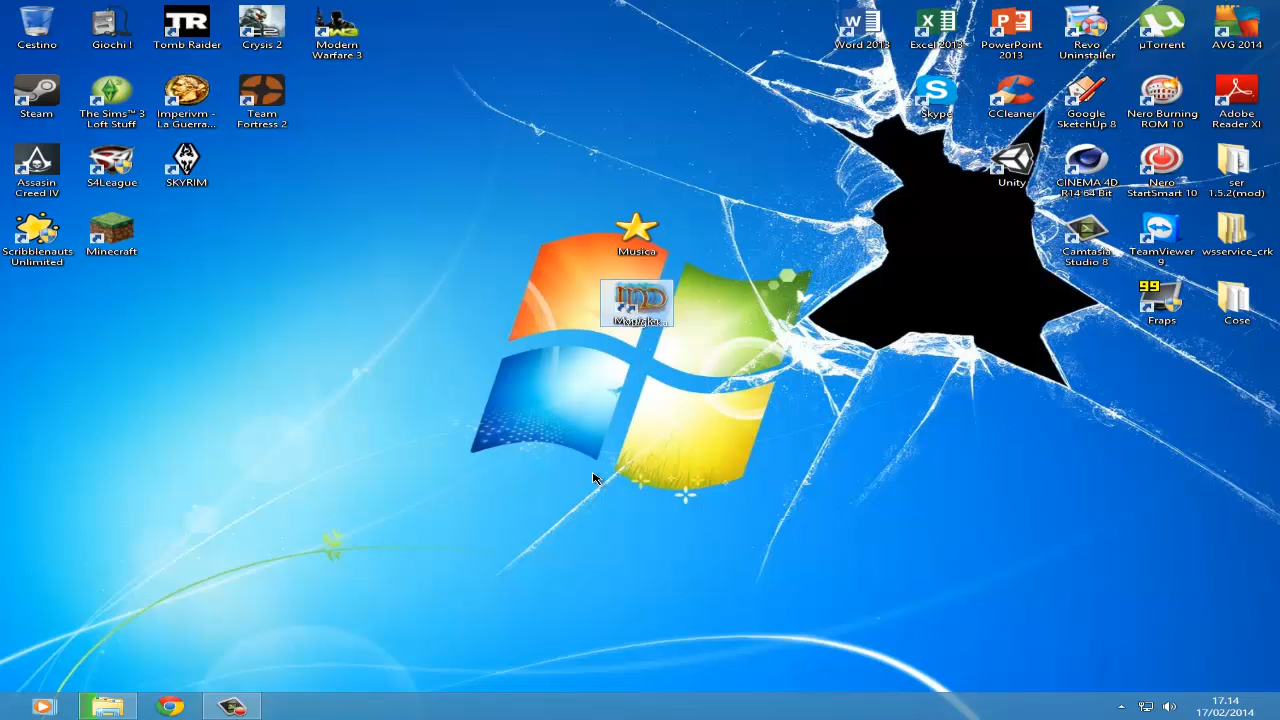 Cestino
Giochi !
TR
Tomb Raider
Crysis 2
Modern
Warfare 3
Word 2013
Excel 2013
PowerPoint
2013
Revo
Uninstaller
µTorrent
AVG 2014
Steam
The Sims™ 3
Loft Stuff
Imperivm -
La Guerra...
Team
Fortress 2
Skype
CCleaner
Google
SketchUp 8
Nero Burning
ROM 10
Adobe
Reader XI
Assasin
Creed IV
S4League
SKYRIM
Unity
CINEMA 4D
R14 64 Bit
Nero
StartSmart 10
ser
1.5.2(mod)
Scribblenauts
Unlimited
Minecraft
Musica
Camtasia
Studio 8
TeamViewer
9
wsservice_crk
99
Fraps
Cose
17.14
17/02/2014